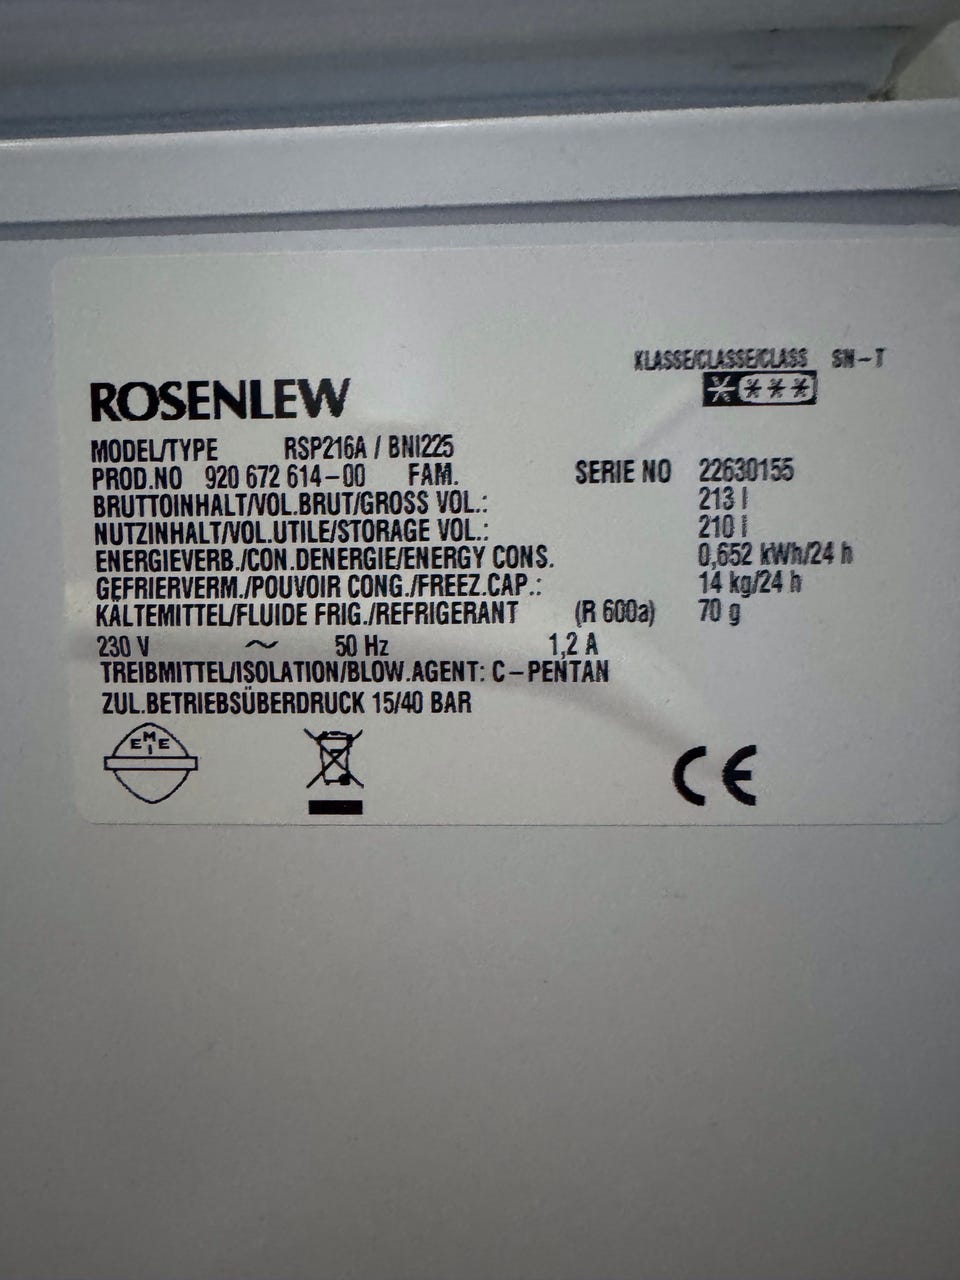 KLASSE/CLASSE/CLASS SN-T
ROSENLEW
MODEL/TYPE RSP216A / BNI225
PROD.NO 920 672 614-00 FAM. SERIE NO 22630155
BRUTTOINHALT/VOL.BRUT/GROSS VOL.: 213 l
NUTZINHALT/VOL.UTILE/STORAGE VOL.: 210 l
ENERGIEVERB./CON.DENERGIE/ENERGY CONS. 0,652 kWh/24 h
GEFRIERVERM./POUVOIR CONG./FREEZ.CAP.: 14 kg/24 h
KÄLTEMITTEL/FLUIDE FRIG./REFRIGERANT (R 600a) 70 g
230 V ~ 50 Hz 1,2 A
TREIBMITTEL/ISOLATION/BLOW.AGENT: C-PENTAN
ZUL.BETRIEBSÜBERDRUCK 15/40 BAR
EMEI
CE